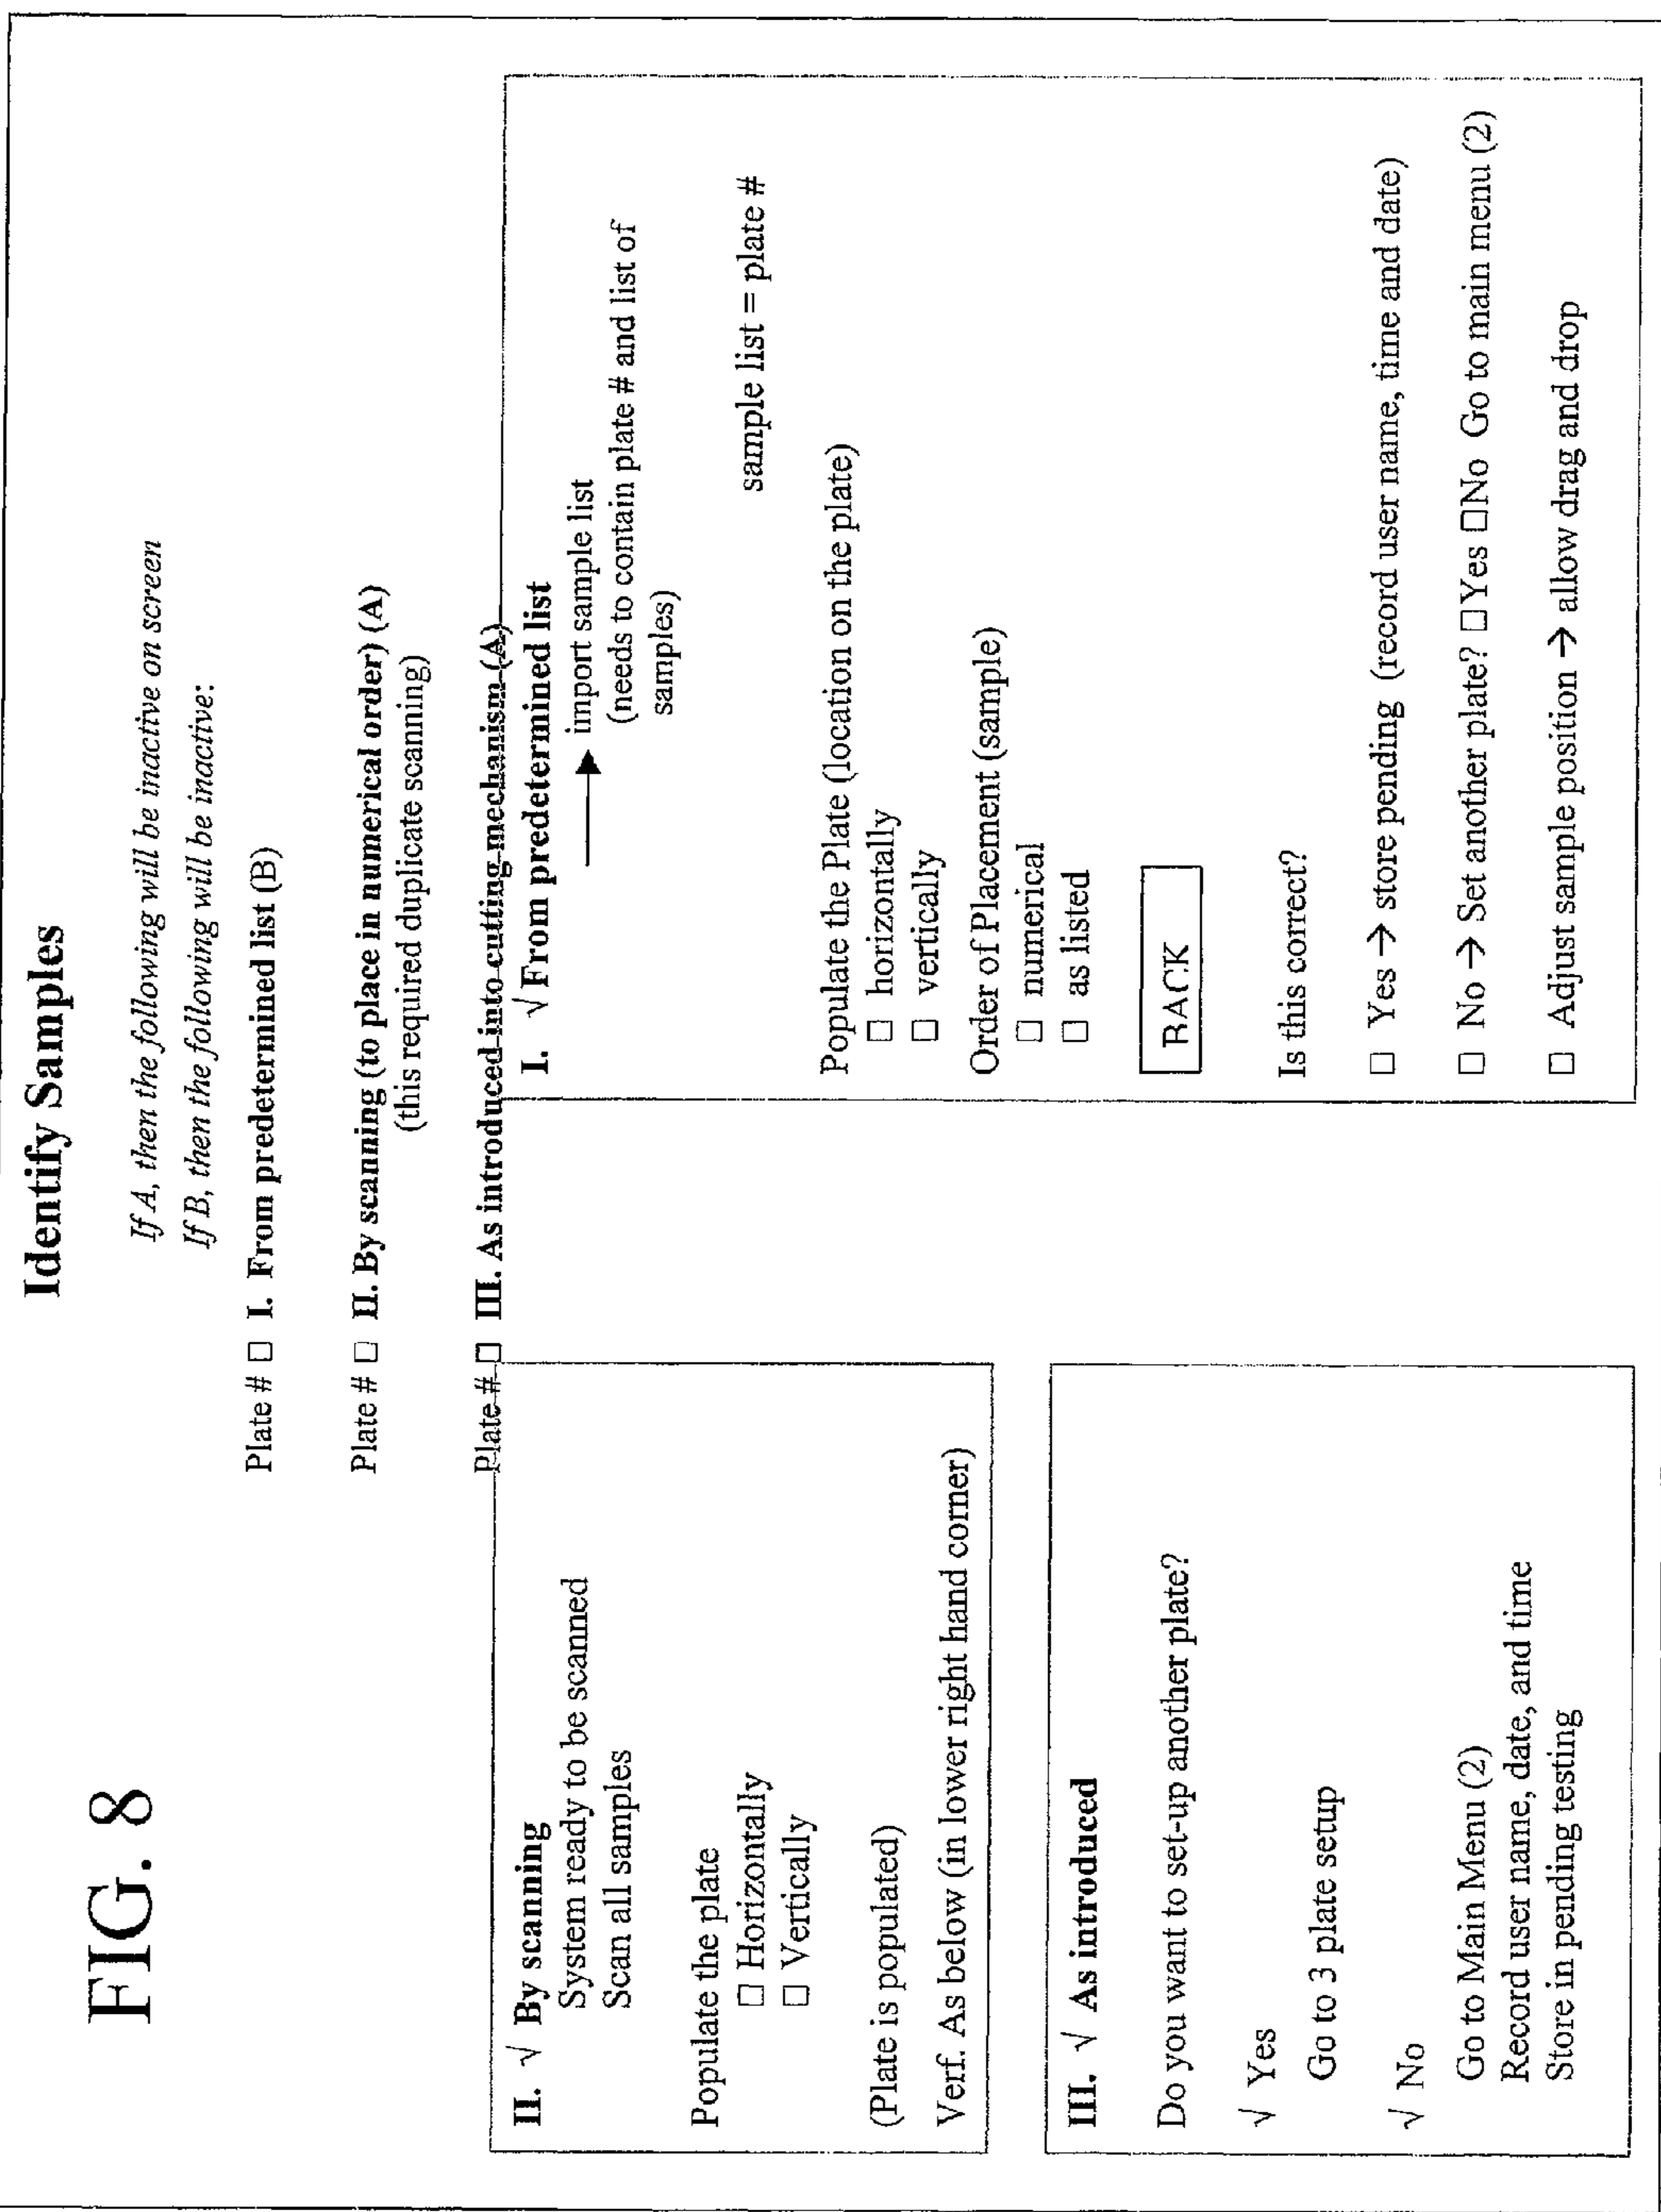 FIG. 8
Identify Samples
If A, then the following will be inactive on screen
If B, then the following will be inactive:
Plate # □ I. From predetermined list (B)
Plate # □ II. By scanning (to place in numerical order) (A)
(this required duplicate scanning)
Plate # □ III. As introduced into cutting mechanism (A)
II. √ By scanning
System ready to be scanned
Scan all samples
Populate the plate
□ Horizontally
□ Vertically
(Plate is populated)
Verf. As below (in lower right hand corner)
III. √ As introduced
Do you want to set-up another plate?
√ Yes
Go to 3 plate setup
√ No
Go to Main Menu (2)
Record user name, date, and time
Store in pending testing
I. √ From predetermined list
→ import sample list
(needs to contain plate # and list of
samples)
sample list = plate #
Populate the Plate (location on the plate)
□ horizontally
□ vertically
Order of Placement (sample)
□ numerical
□ as listed
BACK
Is this correct?
□ Yes → store pending (record user name, time and date)
□ No → Set another plate? □ Yes □No Go to main menu (2)
□ Adjust sample position → allow drag and drop